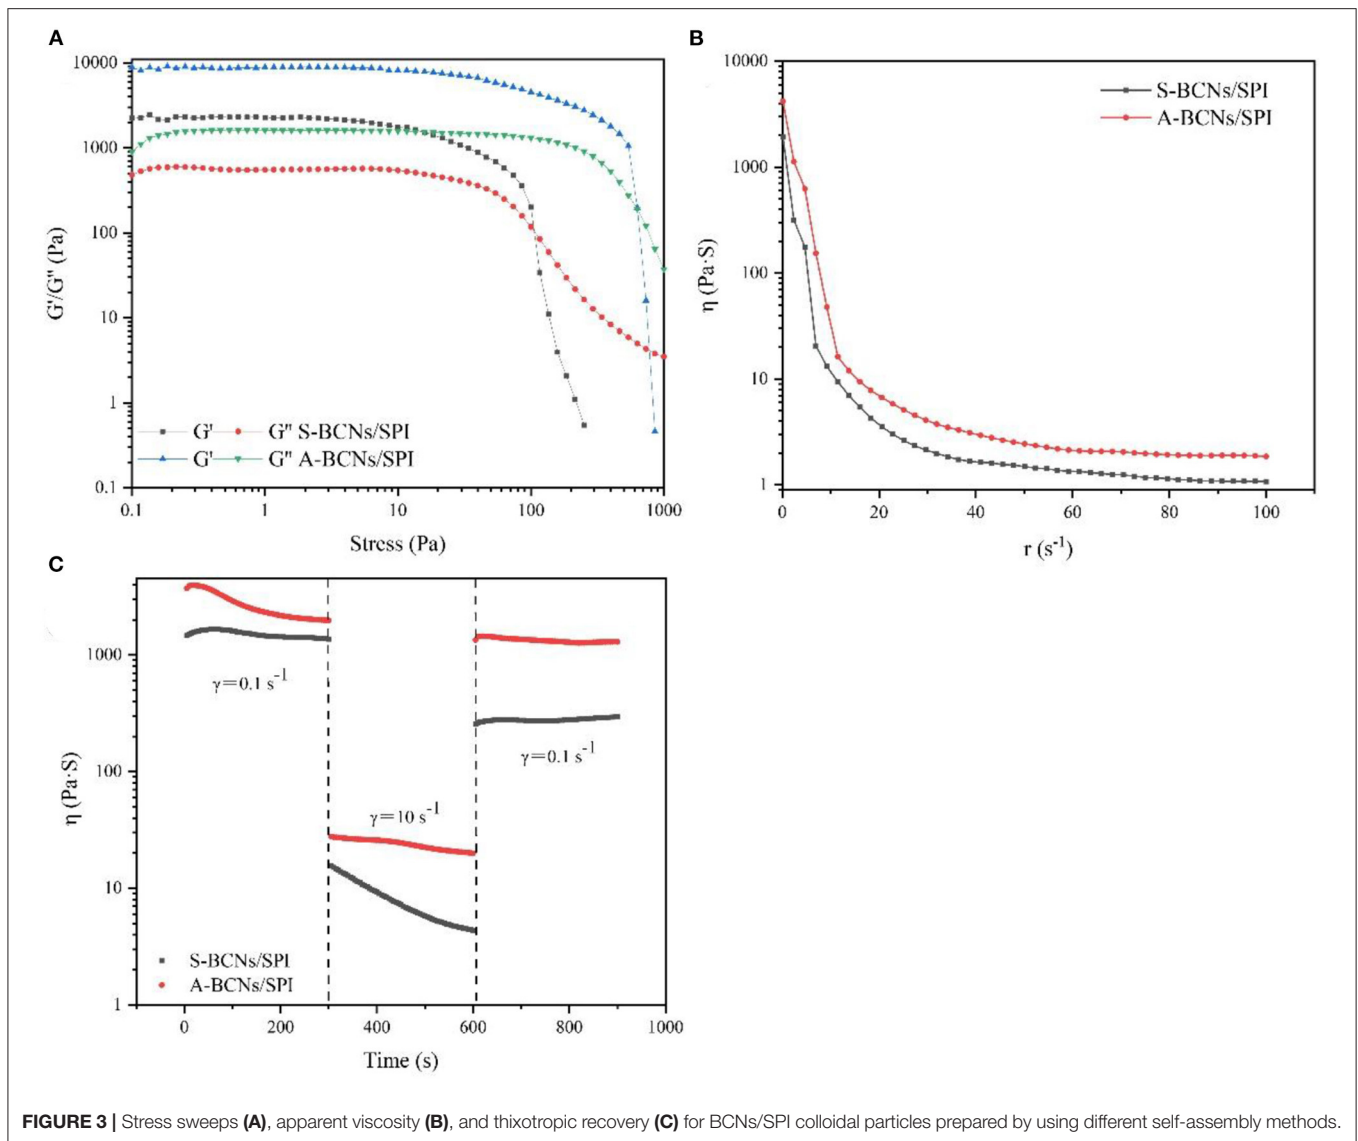 A
10000
1000
100
10
1
0.1
G'/G'' (Pa)
G' G'' S-BCNs/SPI
G' G'' A-BCNs/SPI
0.1 1 10 100 1000
Stress (Pa)
B
10000
1000
100
10
1
η (Pa·S)
S-BCNs/SPI
A-BCNs/SPI
0 20 40 60 80 100
r (s-1)
C
1000
100
10
1
η (Pa·S)
γ=0.1 s-1
γ=10 s-1
γ=0.1 s-1
S-BCNs/SPI
A-BCNs/SPI
0 200 400 600 800 1000
Time (s)
FIGURE 3 | Stress sweeps (A), apparent viscosity (B), and thixotropic recovery (C) for BCNs/SPI colloidal particles prepared by using different self-assembly methods.